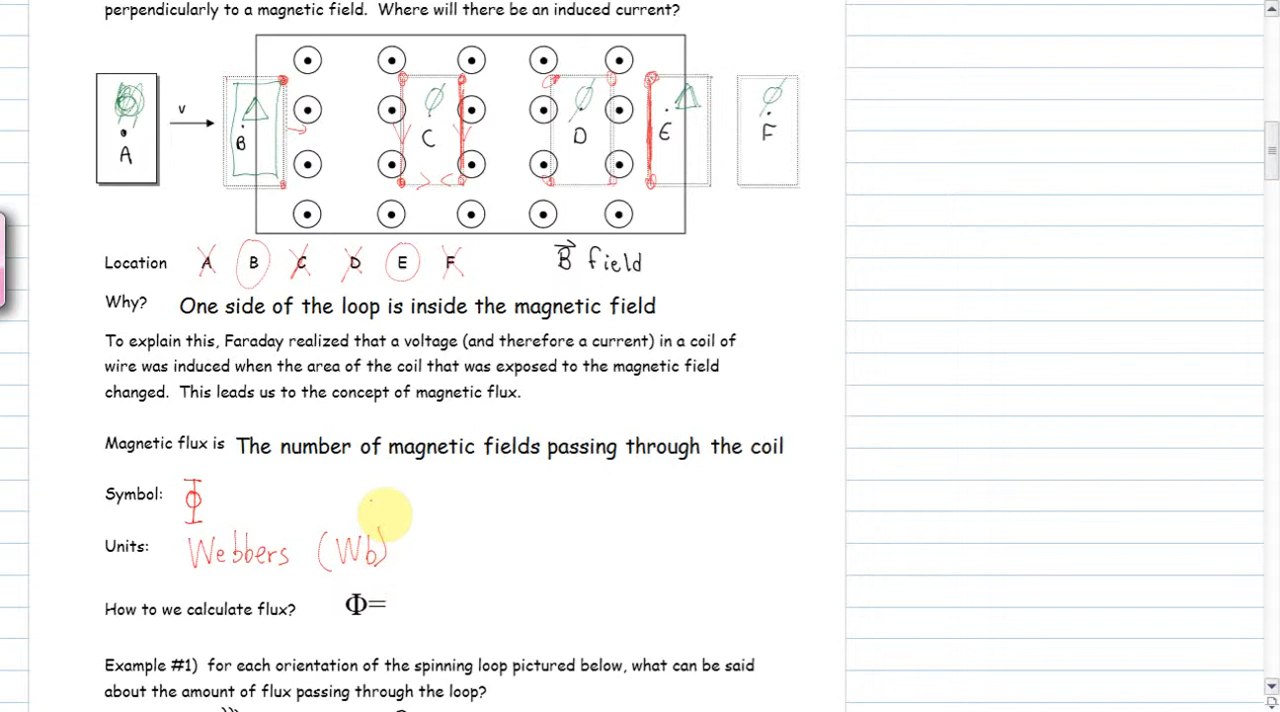 perpendicularly to a magnetic field. Where will there be an induced current?
A
v
B
C
D
E
F
Location A B C D E F
B field
Why? One side of the loop is inside the magnetic field
To explain this, Faraday realized that a voltage (and therefore a current) in a coil of
wire was induced when the area of the coil that was exposed to the magnetic field
changed. This leads us to the concept of magnetic flux.
Magnetic flux is The number of magnetic fields passing through the coil
Symbol: Φ
Units: Webbers (Wb)
How to we calculate flux? Φ=
Example #1) for each orientation of the spinning loop pictured below, what can be said
about the amount of flux passing through the loop?